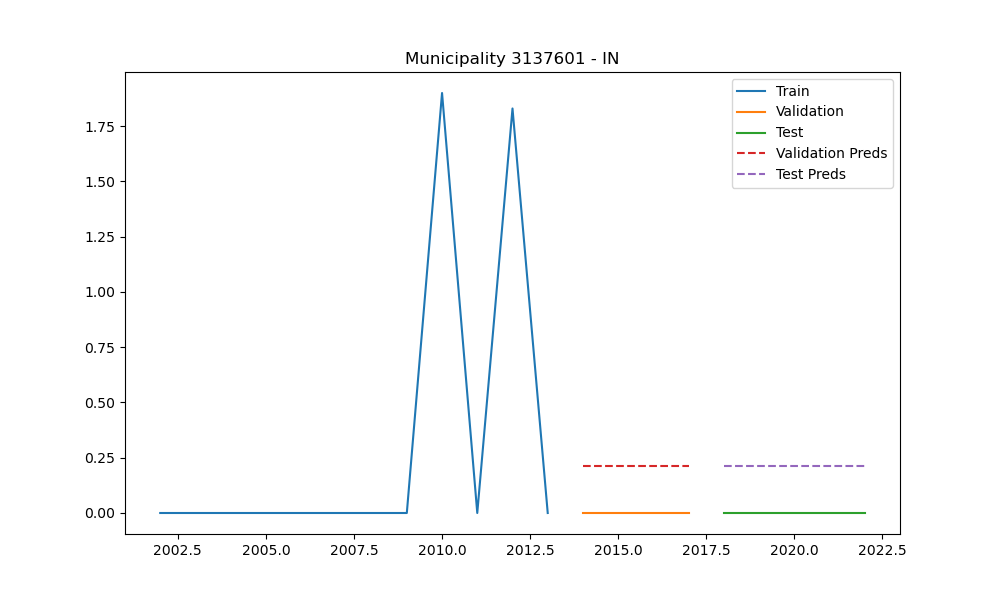 Municipality 3137601 - IN
Train
Validation
Test
Validation Preds
Test Preds
1.75
1.50
1.25
1.00
0.75
0.50
0.25
0.00
2002.5 2005.0 2007.5 2010.0 2012.5 2015.0 2017.5 2020.0 2022.5